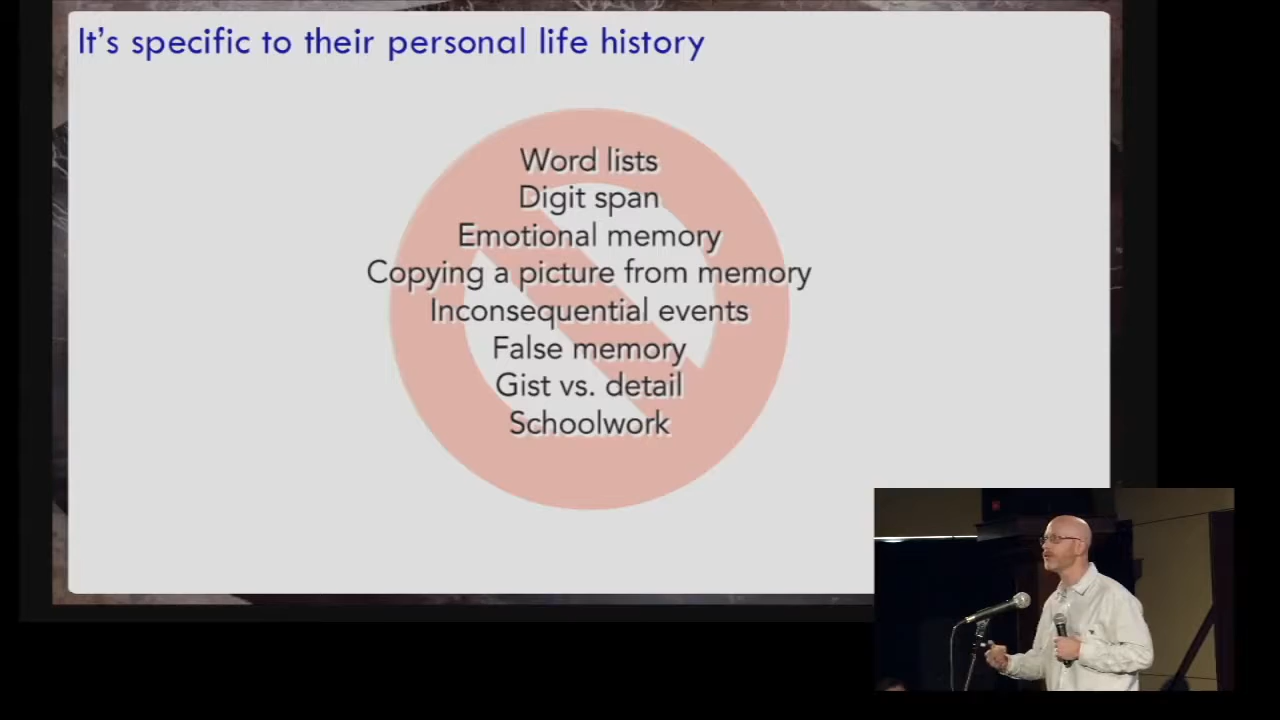 It's specific to their personal life history
Word lists
Digit span
Emotional memory
Copying a picture from memory
Inconsequential events
False memory
Gist vs. detail
Schoolwork